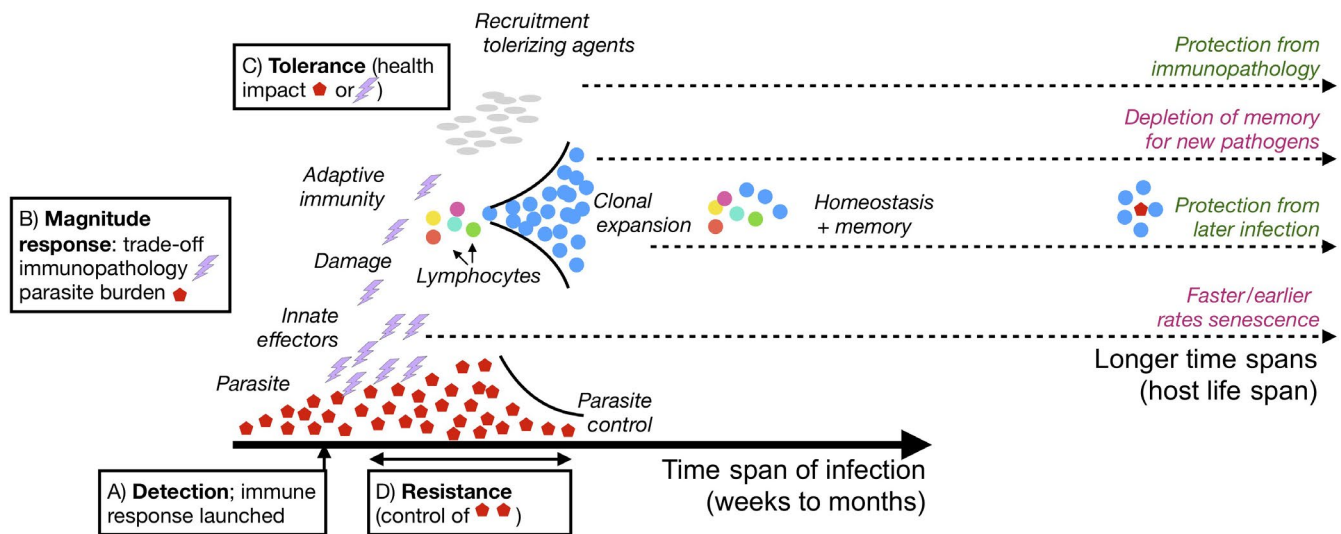 Recruitment
tolerizing agents
C) Tolerance (health
impact or )
Protection from
immunopathology
Depletion of memory
for new pathogens
Adaptive
immunity
B) Magnitude
response: trade-off
immunopathology
parasite burden
Clonal
expansion
Homeostasis
+ memory
Protection from
later infection
Damage
Lymphocytes
Innate
effectors
Faster/earlier
rates senescence
Longer time spans
(host life span)
Parasite
Parasite
control
Time span of infection
(weeks to months)
A) Detection; immune
response launched
D) Resistance
(control of )